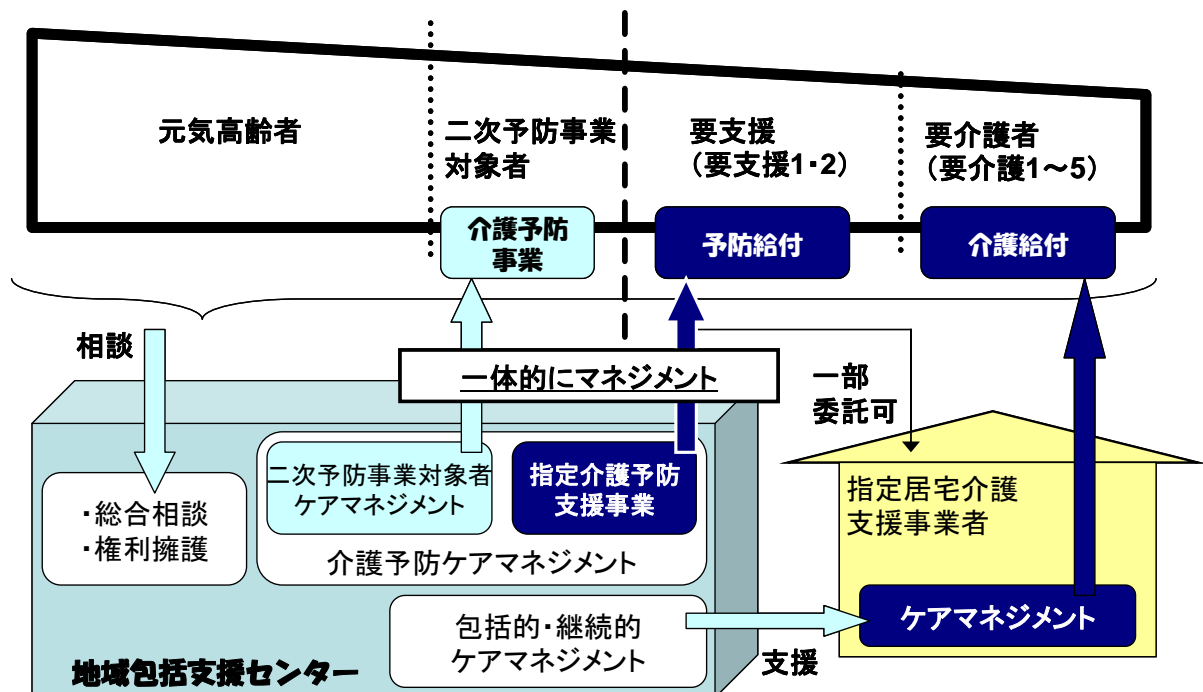 元気高齢者
二次予防事業
対象者
要支援
(要支援1・2)
要介護者
(要介護1～5)
介護予防
事業
予防給付
介護給付
相談
一体的にマネジメント
一部
委託可
・総合相談
・権利擁護
二次予防事業対象者
ケアマネジメント
指定介護予防
支援事業
介護予防ケアマネジメント
指定居宅介護
支援事業者
包括的・継続的
ケアマネジメント
支援
ケアマネジメント
地域包括支援センター